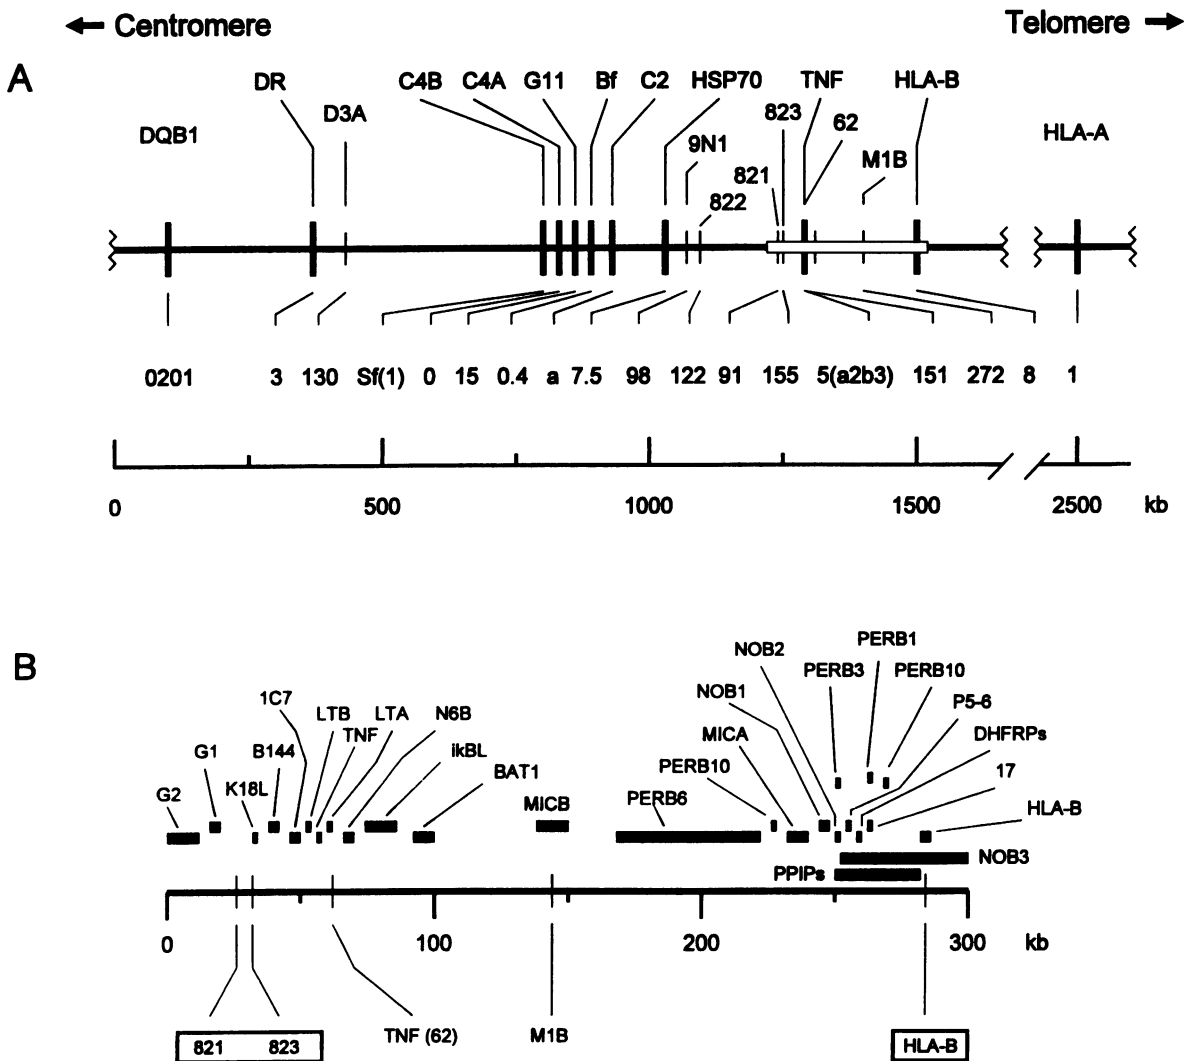 ← Centromere Telomere →
A
DR C4B C4A G11 Bf C2 HSP70 TNF HLA-B
D3A 823 62
DQB1 9N1 HLA-A
821 M1B
822
0201 3 130 Sf(1) 0 15 0.4 a 7.5 98 122 91 155 5(a2b3) 151 272 8 1
0 500 1000 1500 2500 kb
B
PERB1
NOB2 PERB3 PERB10
1C7 NOB1 P5-6
LTB LTA N6B
TNF MICA DHFRPs
G1 B144 ikBL
PERB10 17
K18L BAT1
G2 MICB PERB6 HLA-B
NOB3
PPIPs
0 100 200 300 kb
TNF (62) M1B
821 823 HLA-B